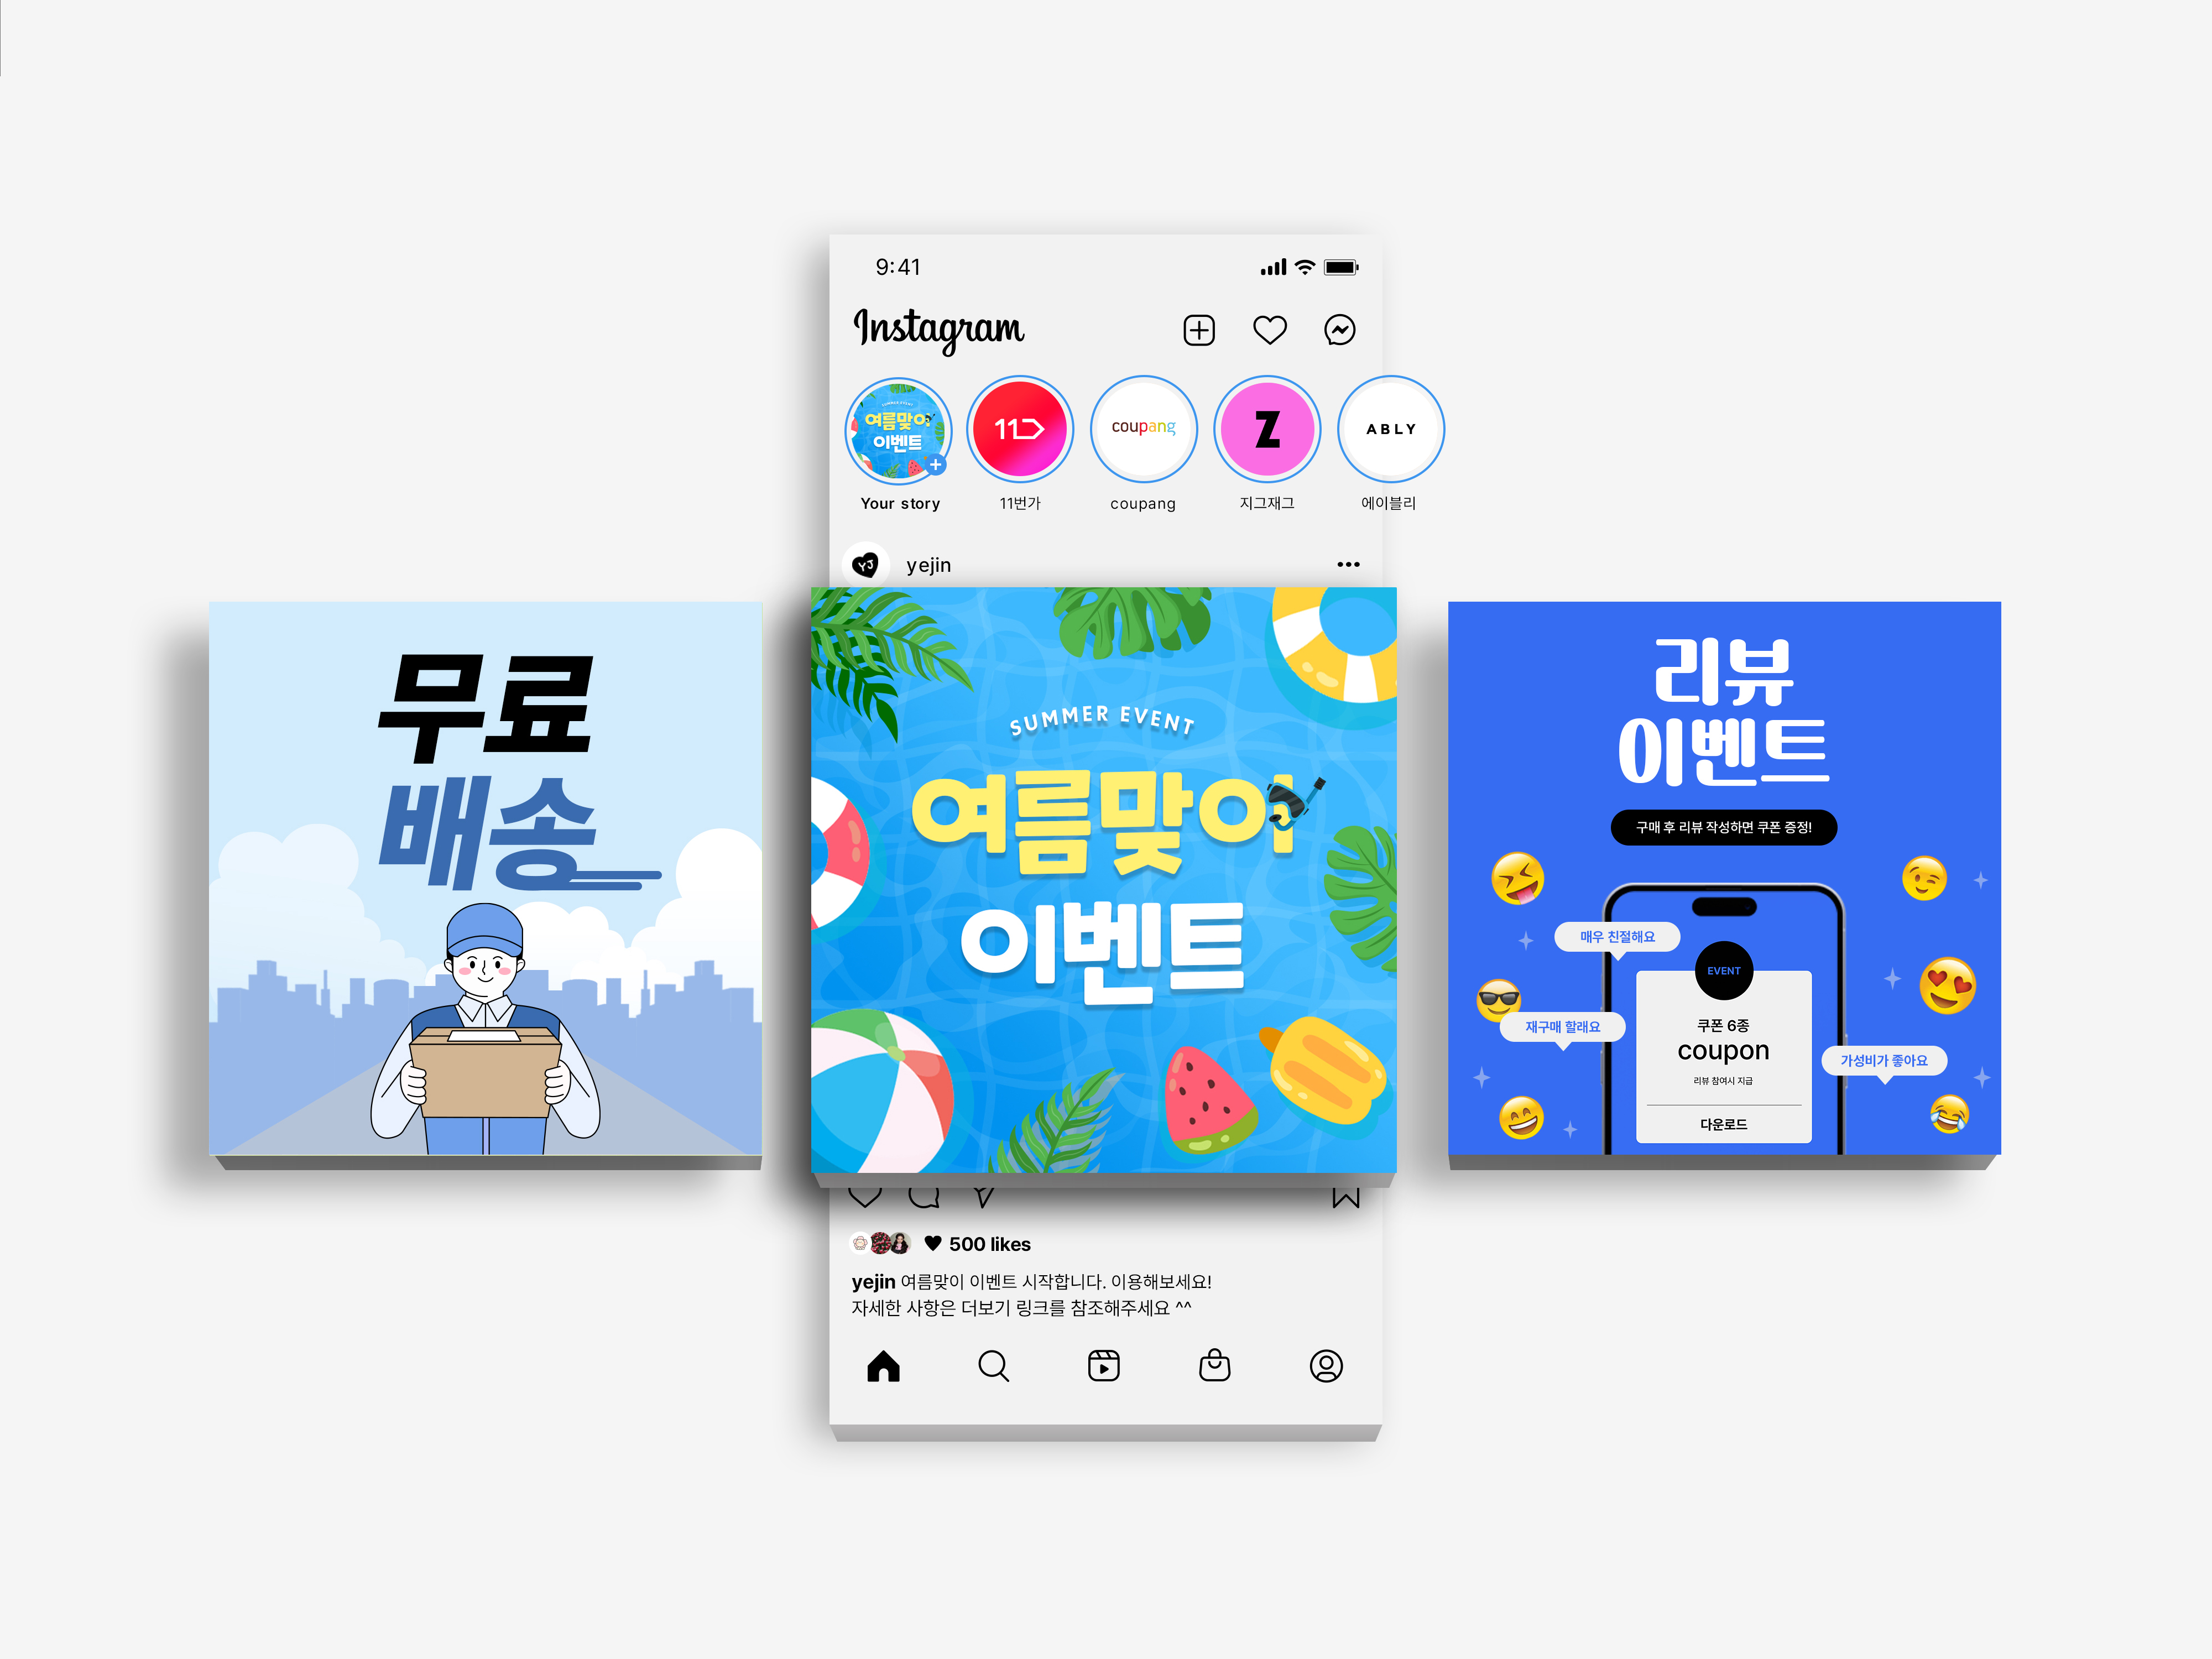 9:41
Instagram
여름맞이
이벤트
11
coupang
Z
ABLY
Your story
11번가
coupang
지그재그
에이블리
YJ
yejin
무료
배송
SUMMER EVENT
여름맞이
이벤트
리뷰
이벤트
구매 후 리뷰 작성하면 쿠폰 증정!
매우 친절해요
EVENT
재구매 할래요
쿠폰 6종
coupon
가성비가 좋아요
리뷰 참여시 지급
다운로드
500 likes
yejin 여름맞이 이벤트 시작합니다. 이용해보세요!
자세한 사항은 더보기 링크를 참조해주세요 ^^